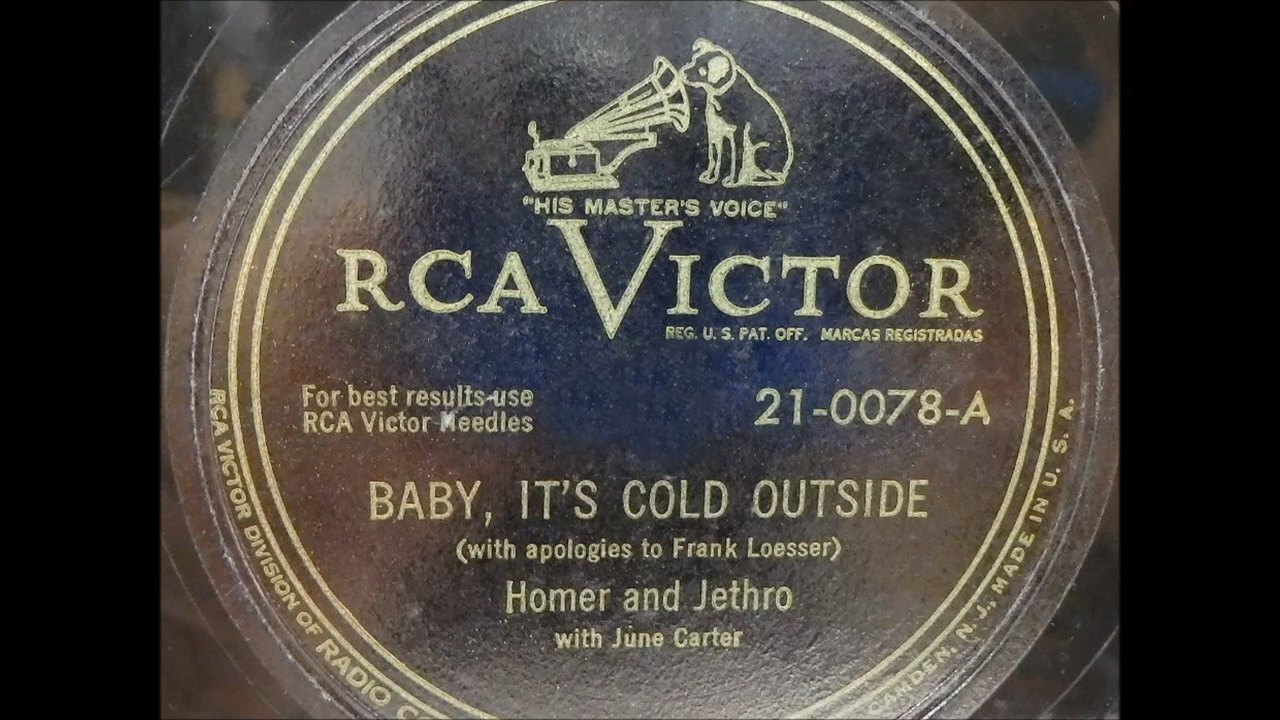 "HIS MASTER'S VOICE"
RCA VICTOR
REG. U. S. PAT. OFF. MARCAS REGISTRADAS
For best results-use
RCA Victor Needles
21-0078-A
BABY, IT'S COLD OUTSIDE
(with apologies to Frank Loesser)
Homer and Jethro
with June Carter
RCA VICTOR DIVISION OF RADIO
CAMDEN, N. J., MADE IN U. S. A.